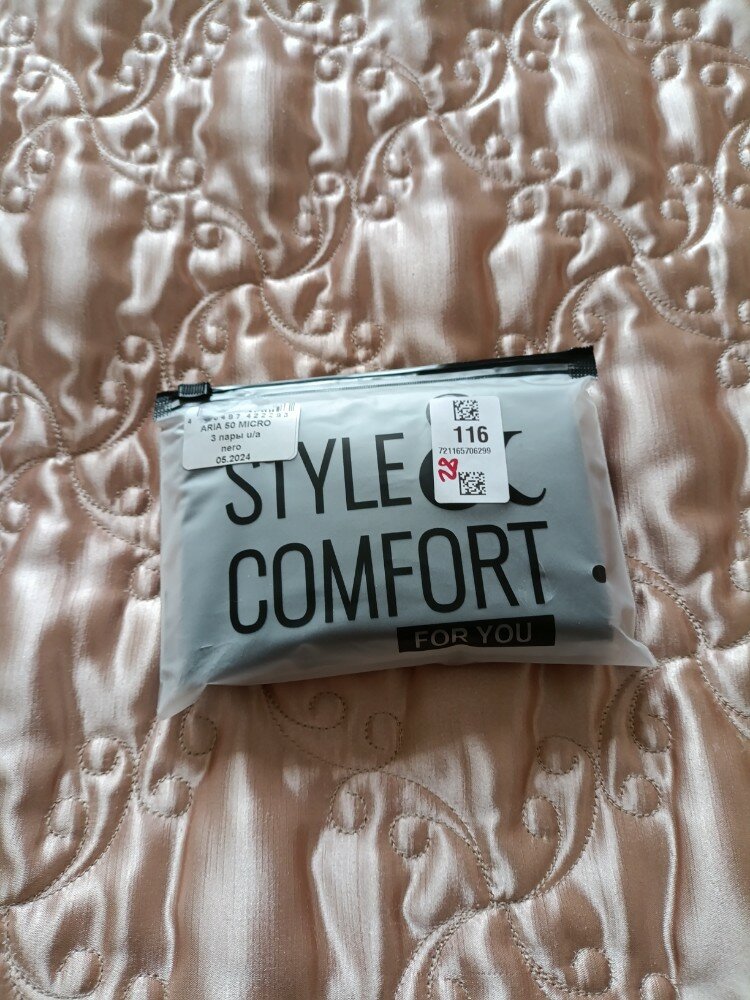 ARIA 50 MICRO
3 пары u/a
nero
05.2024
116
721165706299
28
STYLE &
COMFORT
FOR YOU